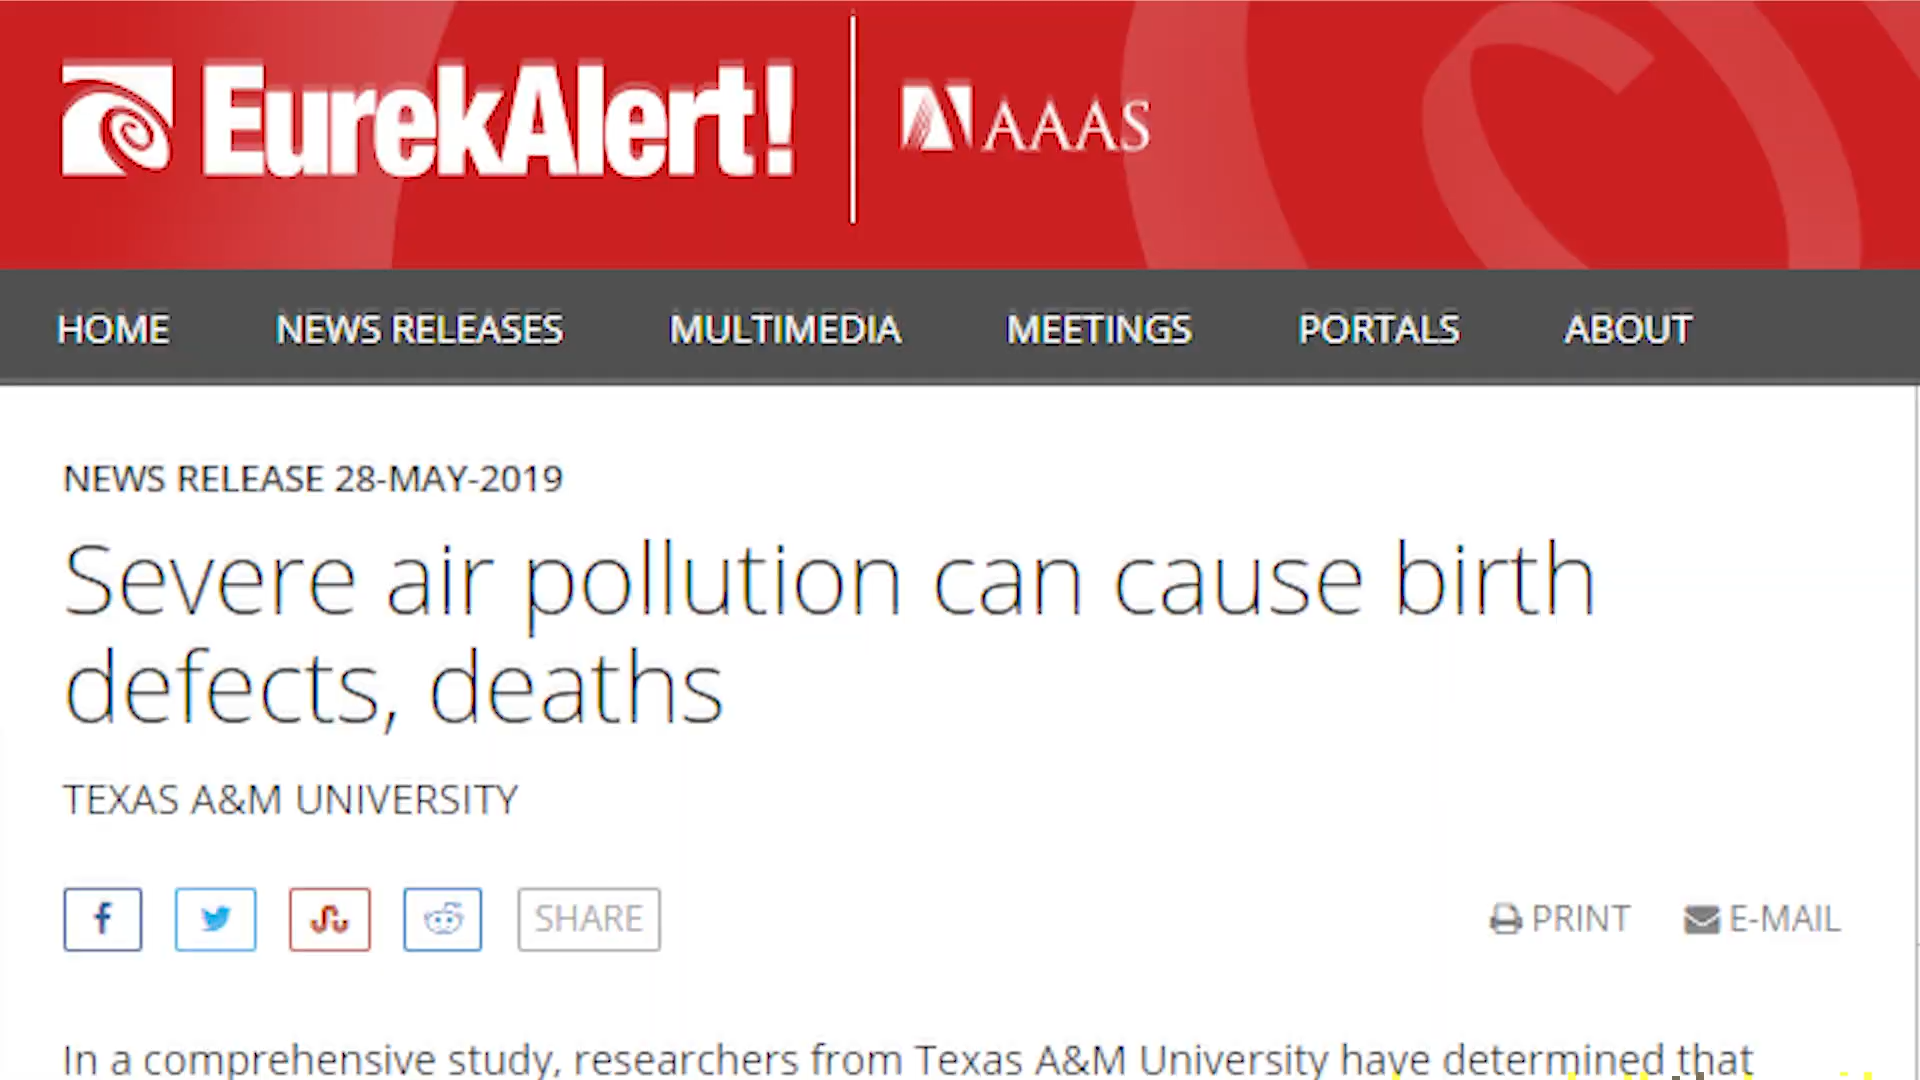 EurekAlert! AAAS
HOME NEWS RELEASES MULTIMEDIA MEETINGS PORTALS ABOUT
NEWS RELEASE 28-MAY-2019
Severe air pollution can cause birth
defects, deaths
TEXAS A&M UNIVERSITY
SHARE PRINT E-MAIL
In a comprehensive study, researchers from Texas A&M University have determined that